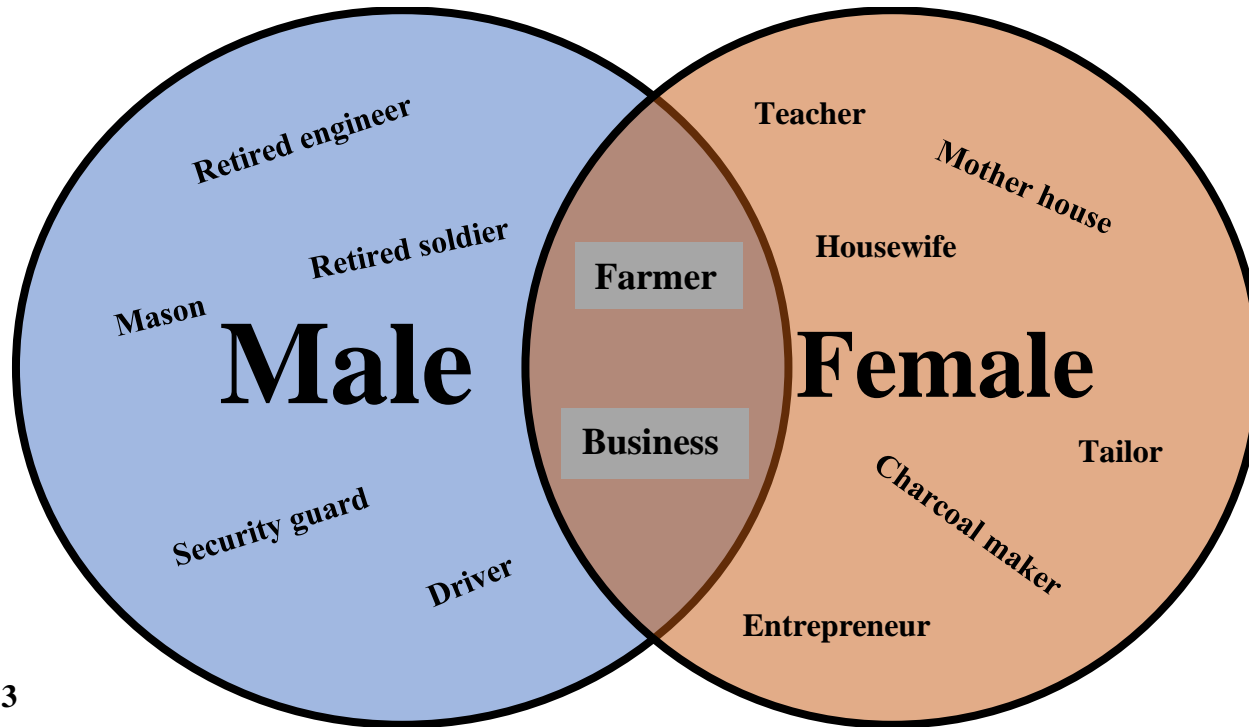 Retired engineer
Retired soldier
Mason
Male
Security guard
Driver
Farmer
Business
Teacher
Mother house
Housewife
Female
Tailor
Charcoal maker
Entrepreneur
3